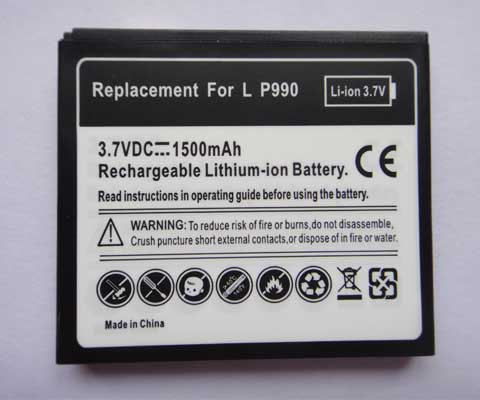 Replacement For L P990
Li-ion 3.7V
3.7VDC⎓1500mAh
Rechargeable Lithium-ion Battery.
CE
Read instructions in operating guide before using the battery.
WARNING: To reduce risk of fire or burns,do not disassemble,
Crush puncture short external contacts,or dispose of in fire or water.
Made in China